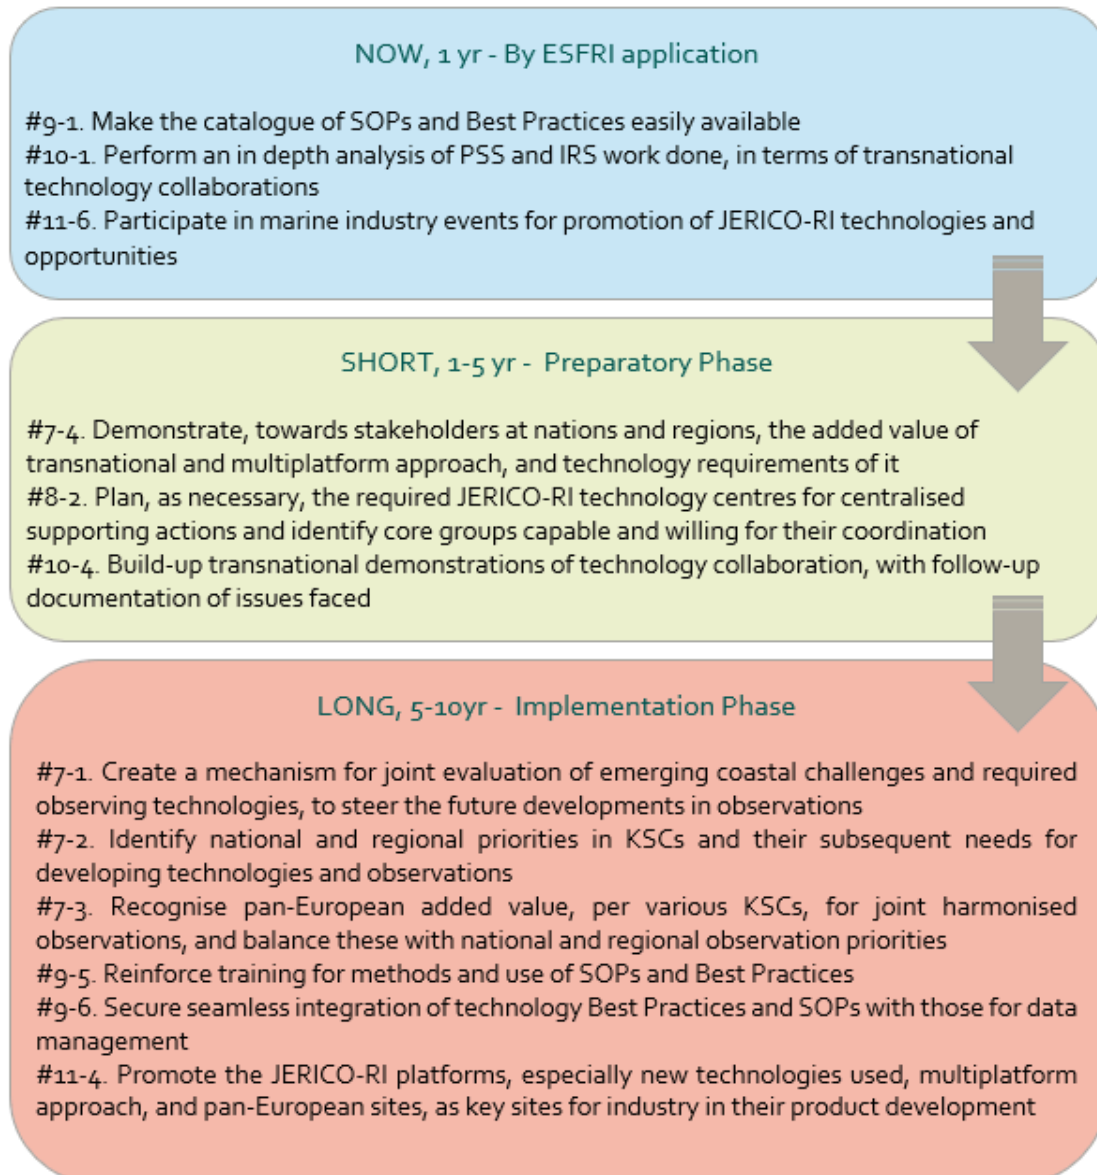 NOW, 1 yr - By ESFRI application
#9-1. Make the catalogue of SOPs and Best Practices easily available
#10-1. Perform an in depth analysis of PSS and IRS work done, in terms of transnational
technology collaborations
#11-6. Participate in marine industry events for promotion of JERICO-RI technologies and
opportunities
SHORT, 1-5 yr - Preparatory Phase
#7-4. Demonstrate, towards stakeholders at nations and regions, the added value of
transnational and multiplatform approach, and technology requirements of it
#8-2. Plan, as necessary, the required JERICO-RI technology centres for centralised
supporting actions and identify core groups capable and willing for their coordination
#10-4. Build-up transnational demonstrations of technology collaboration, with follow-up
documentation of issues faced
LONG, 5-10yr - Implementation Phase
#7-1. Create a mechanism for joint evaluation of emerging coastal challenges and required
observing technologies, to steer the future developments in observations
#7-2. Identify national and regional priorities in KSCs and their subsequent needs for
developing technologies and observations
#7-3. Recognise pan-European added value, per various KSCs, for joint harmonised
observations, and balance these with national and regional observation priorities
#9-5. Reinforce training for methods and use of SOPs and Best Practices
#9-6. Secure seamless integration of technology Best Practices and SOPs with those for data
management
#11-4. Promote the JERICO-RI platforms, especially new technologies used, multiplatform
approach, and pan-European sites, as key sites for industry in their product development